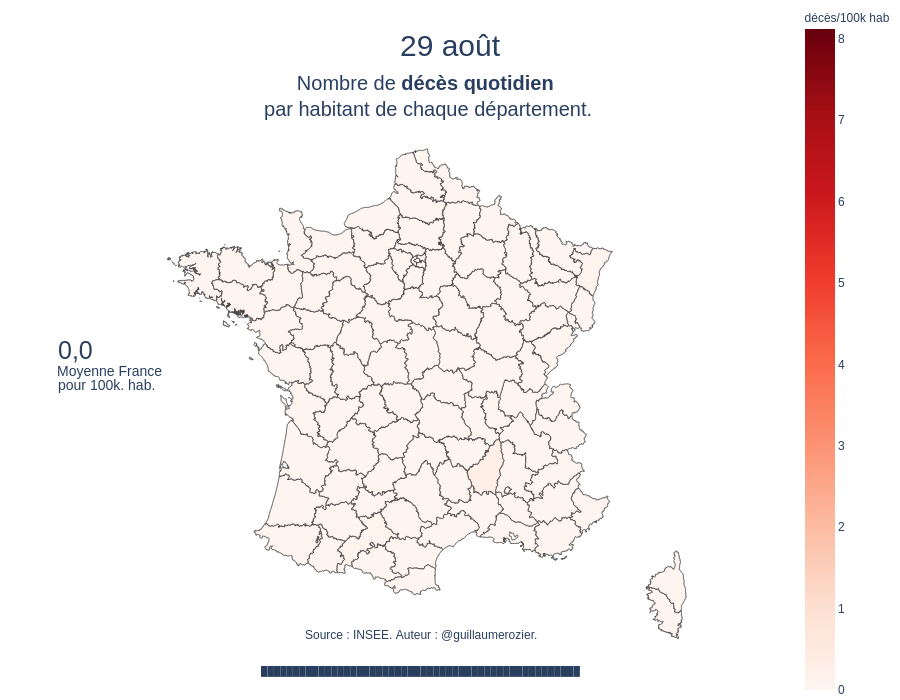 décès/100k hab
29 août
Nombre de décès quotidien
par habitant de chaque département.
8
7
6
5
4
3
2
1
0
0,0
Moyenne France
pour 100k. hab.
Source : INSEE. Auteur : @guillaumerozier.